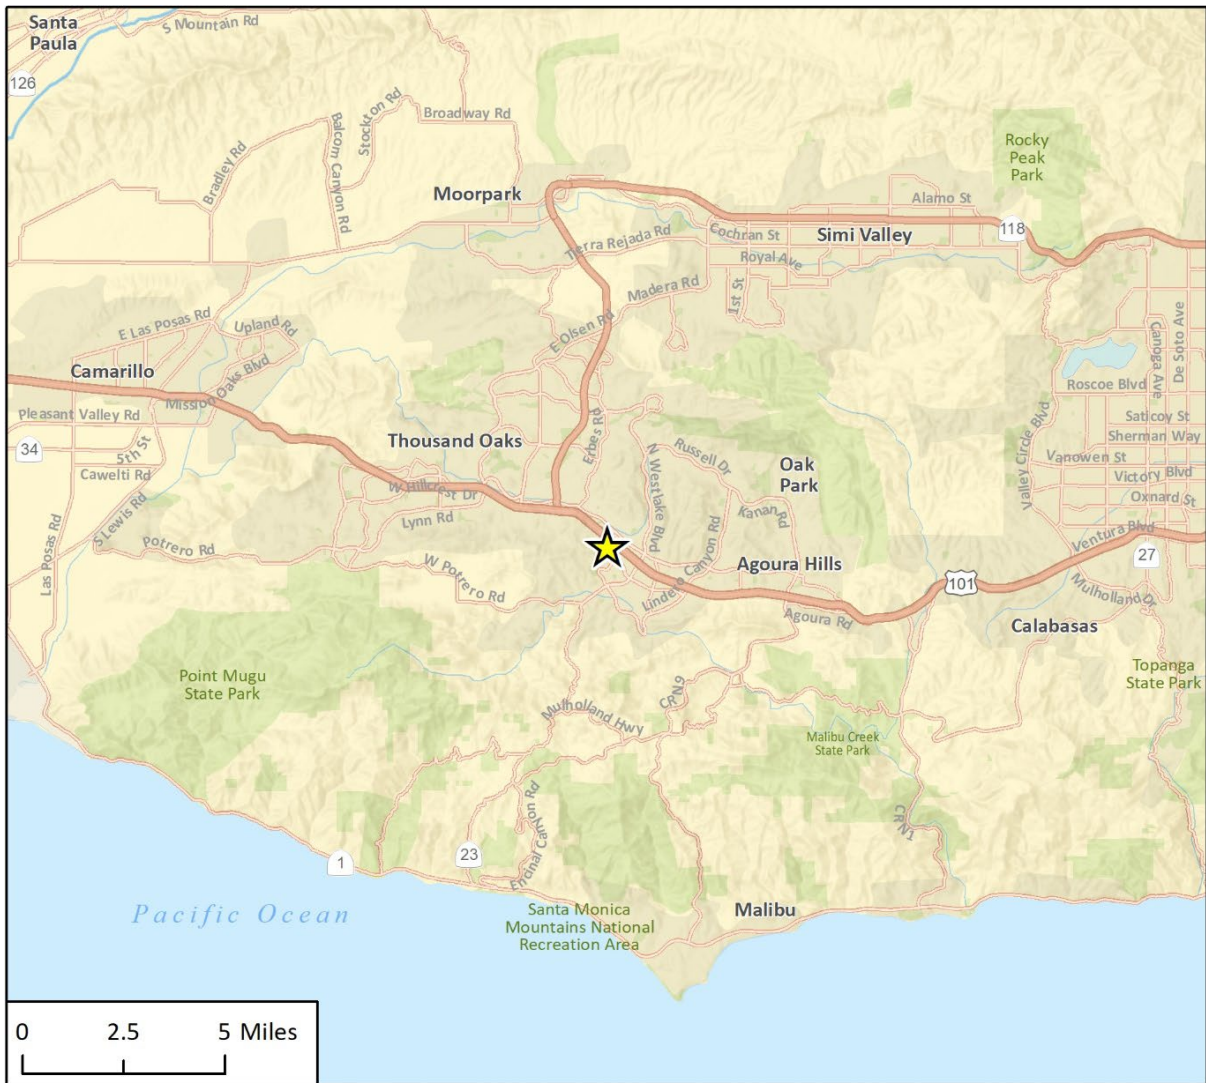 Santa
Paula
S Mountain Rd
126
Stockton Rd
Broadway Rd
Balcom Canyon Rd
Bradley Rd
Rocky
Peak
Park
Moorpark
Alamo St
118
Tierra Rejada Rd
Cochran St
Simi Valley
Royal Ave
Madera Rd
1st St
E Las Posas Rd
Upland Rd
E Olsen Rd
Canoga Ave
De Soto Ave
Camarillo
Mission Oaks Blvd
Roscoe Blvd
Pleasant Valley Rd
Saticoy St
34
5th St
Thousand Oaks
Erbes Rd
N Westlake Blvd
Russell Dr
Oak
Park
Valley Circle Blvd
Sherman Way
Vanowen St
Cawelti Rd
Victory Blvd
W Hillcrest Dr
Oxnard St
Lynn Rd
Kanan Rd
S Lewis Rd
Las Posas Rd
Potrero Rd
Ventura Blvd
27
W Potrero Rd
Lindero Canyon Rd
Agoura Hills
101
Mulholland Dr
Agoura Rd
Calabasas
Point Mugu
State Park
Topanga
State Park
CRN9
Mulholland Hwy
Malibu Creek
State Park
CRN1
Encinal Canyon Rd
1
23
Pacific Ocean
Santa Monica
Mountains National
Recreation Area
Malibu
0 2.5 5 Miles